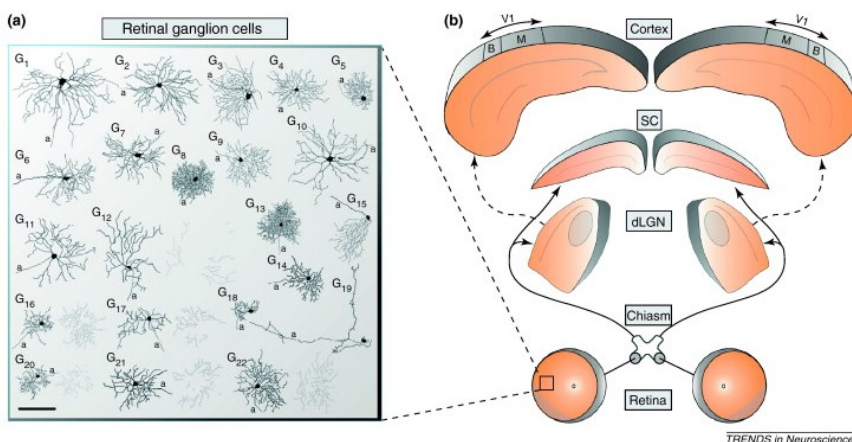 (a)
Retinal ganglion cells
G1 G2 G3 G4 G5
a a a a
G6 G7 G8 G9 G10
a a a a a
G11 G12 G13 G14 G15
a a a a a
G16 G17 G18 G19
a a a a
G20 G21 G22
a a a
(b)
V1 V1
B M Cortex M B
SC
dLGN
Chiasm
Retina
TRENDS in Neurosciences